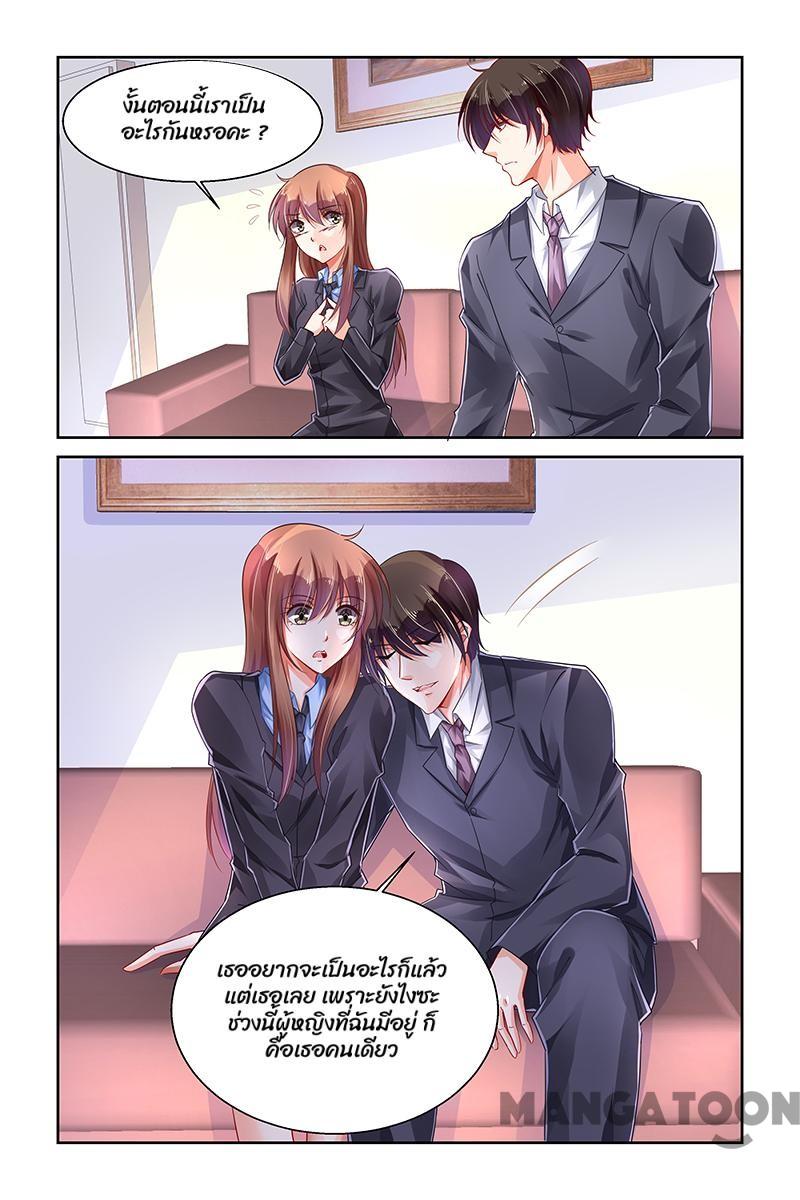 งั้นตอนนี้เราเป็น
อะไรกันหรอคะ ?
เธออยากจะเป็นอะไรก็แล้ว
แต่เธอเลย เพราะยังไงซะ
ช่วงนี้ผู้หญิงที่ฉันมีอยู่ ก็
คือเธอคนเดียว
MANGATOON